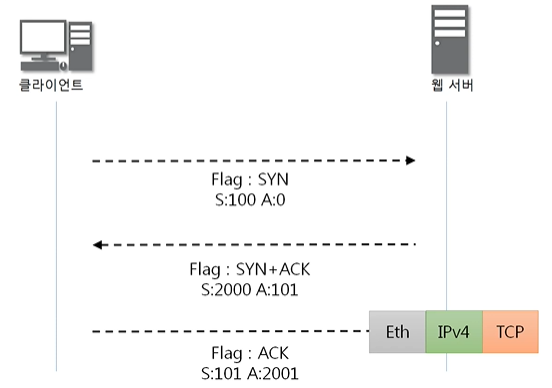 클라이언트
웹 서버
Flag : SYN
S:100 A:0
Flag : SYN+ACK
S:2000 A:101
Eth IPv4 TCP
Flag : ACK
S:101 A:2001